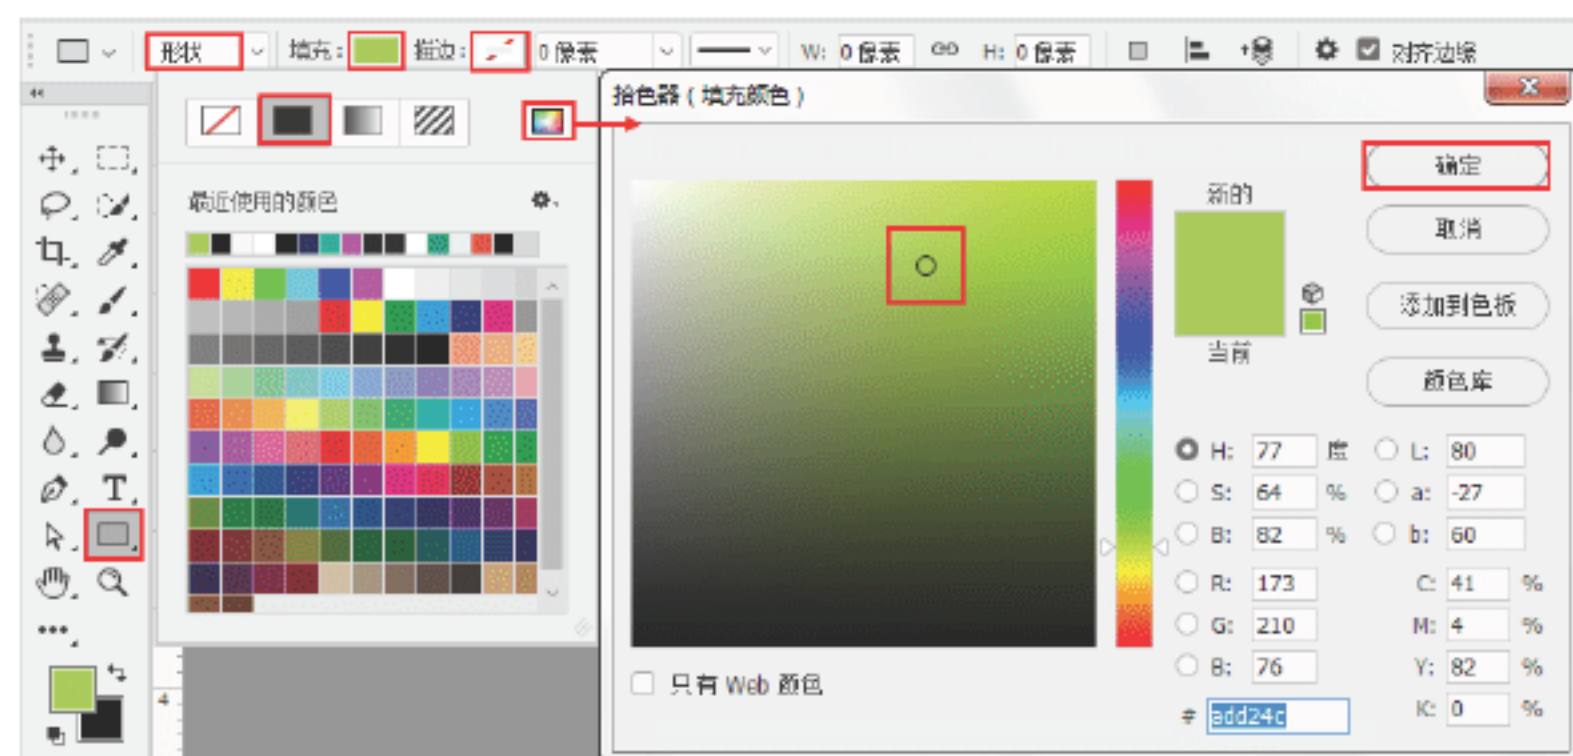 形状 填充: 描边: 0 像素 W: 0 像素 H: 0 像素 对齐边缘
拾色器 ( 填充颜色 )
最近使用的颜色
新的
当前
确定
取消
添加到色板
颜色库
H: 77 度 L: 80
S: 64 % a: -27
B: 82 % b: 60
R: 173 C: 41 %
G: 210 M: 4 %
B: 76 Y: 82 %
# add24c K: 0 %
只有 Web 颜色
T
4